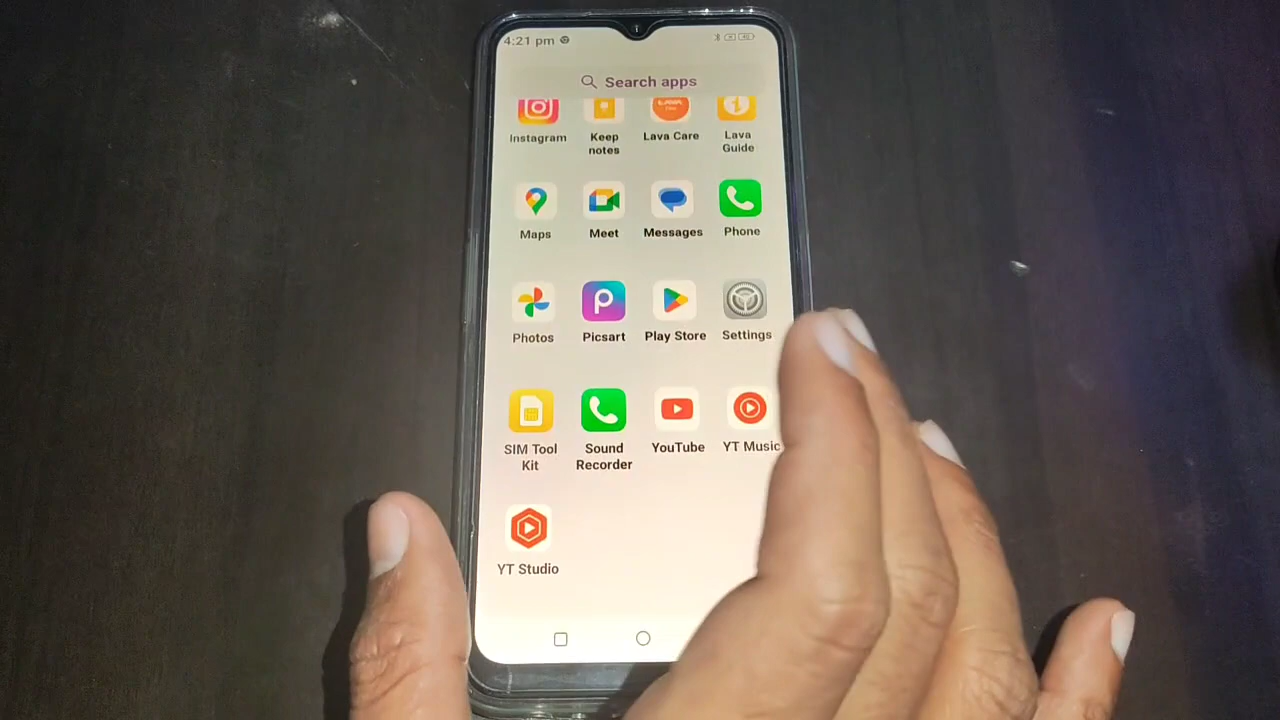 4:21 pm
Search apps
Instagram
Keep
notes
Lava Care
Lava
Guide
Maps
Meet
Messages
Phone
Photos
Picsart
Play Store
Settings
SIM Tool
Kit
Sound
Recorder
YouTube
YT Music
YT Studio